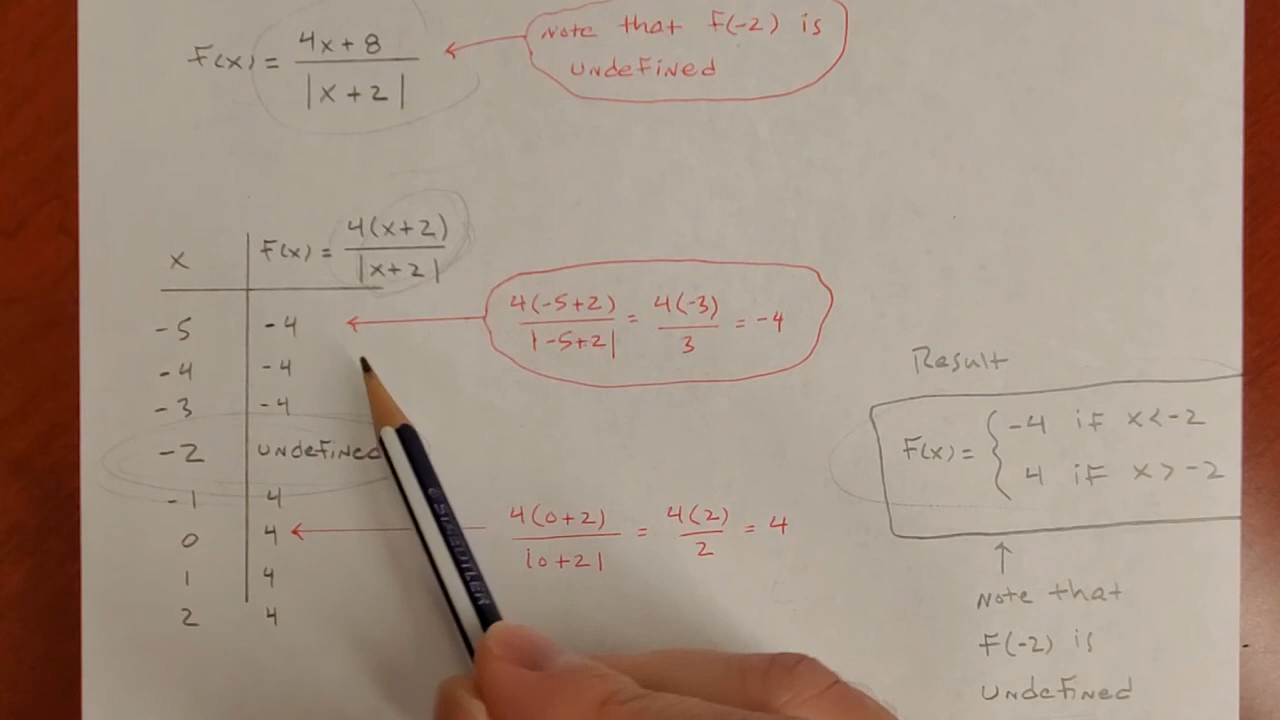 F(x) = 4x+8 / |x+2|
Note that F(-2) is
undefined
x | F(x) = 4(x+2) / |x+2|
-5 | -4
4(-5+2) / |-5+2| = 4(-3) / 3 = -4
-4 | -4
-3 | -4
-2 | undefined
-1 | 4
0 | 4
4(0+2) / |0+2| = 4(2) / 2 = 4
1 | 4
2 | 4
Result
F(x) = { -4 if x < -2
4 if x > -2
Note that
F(-2) is
undefined
STAEDTLER